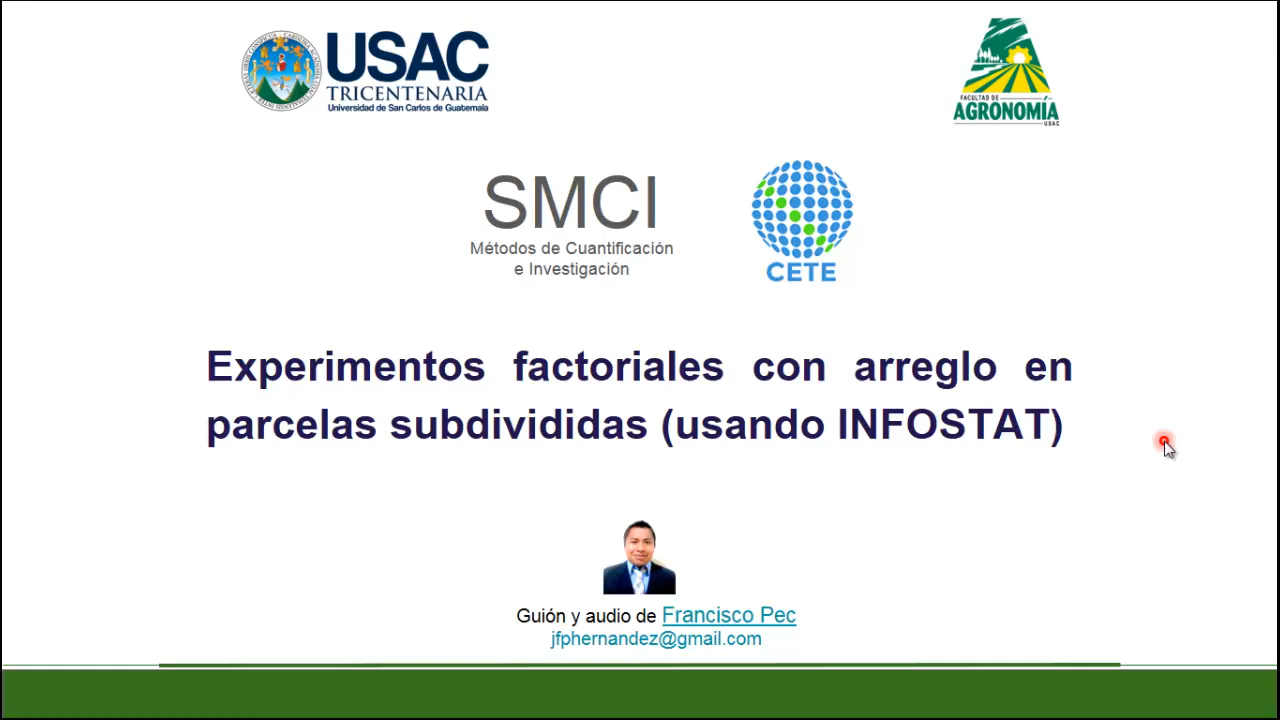 USAC
TRICENTENARIA
Universidad de San Carlos de Guatemala
FACULTAD DE
AGRONOMÍA
USAC
SMCI
Métodos de Cuantificación
e Investigación
CETE
Experimentos factoriales con arreglo en
parcelas subdivididas (usando INFOSTAT)
Guión y audio de Francisco Pec
jfphernandez@gmail.com